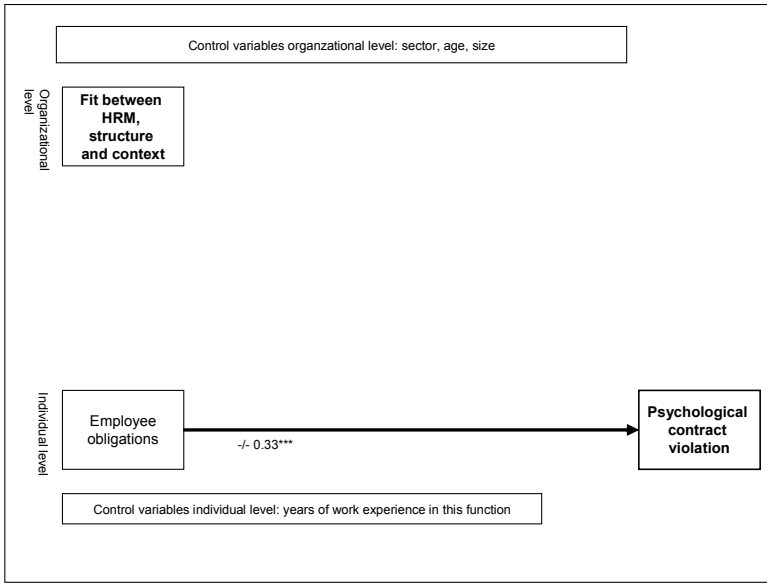 Control variables organzational level: sector, age, size
Organizational
level
Fit between
HRM,
structure
and context
Individual level
Employee
obligations
-/- 0.33***
Psychological
contract
violation
Control variables individual level: years of work experience in this function